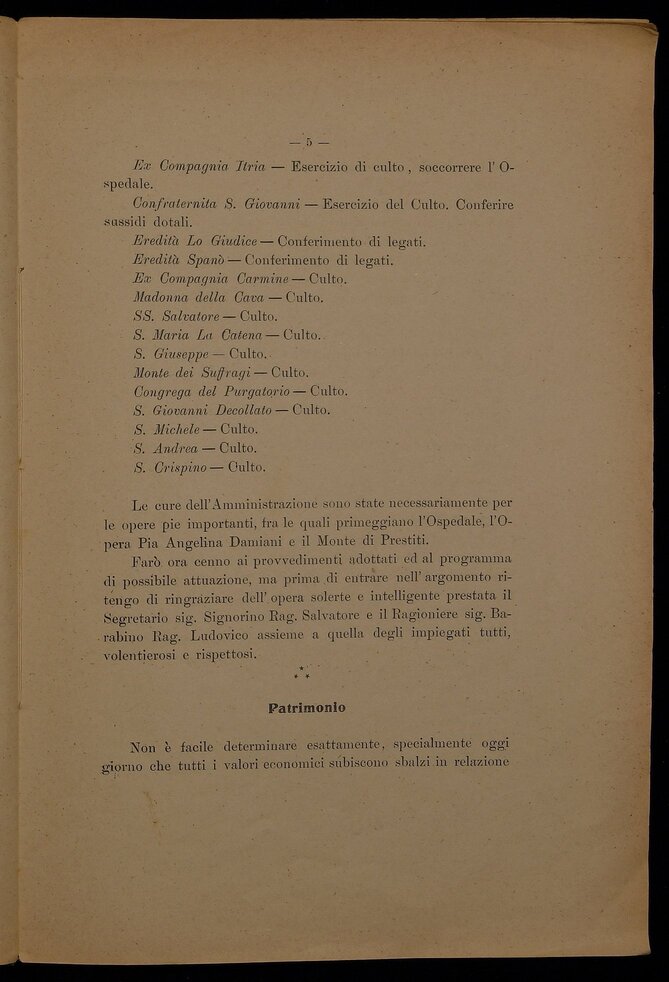 — 5 —
Ex Compagnia Itria — Esercizio di culto, soccorrere l' O-
spedale.
Confraternita S. Giovanni — Esercizio del Culto. Conferire
sussidi dotali.
Eredità Lo Giudice — Conferimento di legati.
Eredità Spanò — Conferimento di legati.
Ex Compagnia Carmine — Culto.
Madonna della Cava — Culto.
SS. Salvatore — Culto.
S. Maria La Catena — Culto.
S. Giuseppe — Culto.
Monte dei Suffragi — Culto.
Congrega del Purgatorio — Culto.
S. Giovanni Decollato — Culto.
S. Michele — Culto.
S. Andrea — Culto.
S. Crispino — Culto.
Le cure dell'Amministrazione sono state necessariamente per
le opere pie importanti, fra le quali primeggiano l'Ospedale, l'O-
pera Pia Angelina Damiani e il Monte di Prestiti.
Farò ora cenno ai provvedimenti adottati ed al programma
di possibile attuazione, ma prima di entrare nell' argomento ri-
tengo di ringraziare dell' opera solerte e intelligente prestata il
Segretario sig. Signorino Rag. Salvatore e il Ragioniere sig. Ba-
rabino Rag. Ludovico assieme a quella degli impiegati tutti,
volentierosi e rispettosi.
* * *
Patrimonio
Non è facile determinare esattamente, specialmente oggi
giorno che tutti i valori economici subiscono sbalzi in relazione